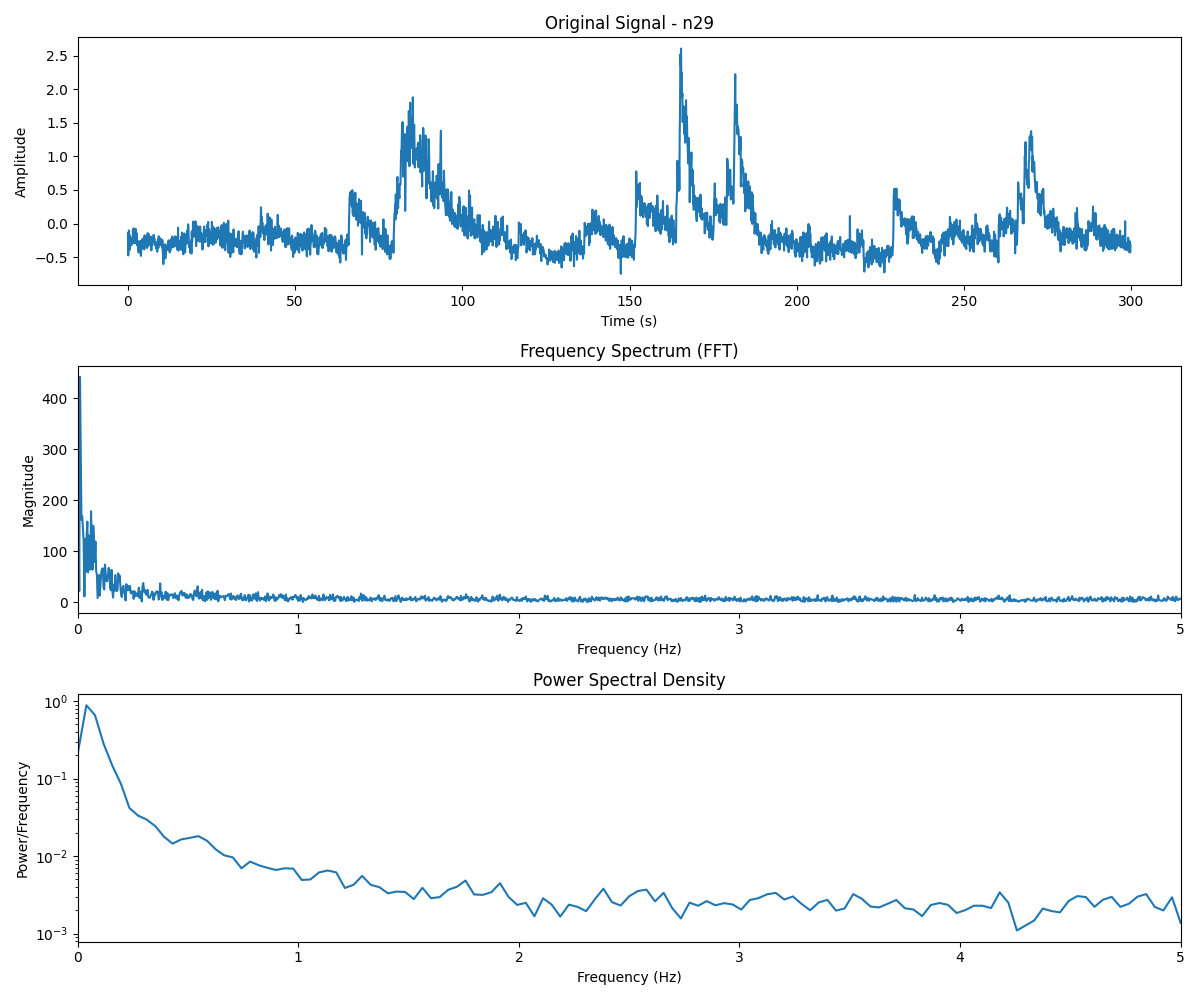 Original Signal - n29
Amplitude
2.5
2.0
1.5
1.0
0.5
0.0
−0.5
0 50 100 150 200 250 300
Time (s)
Frequency Spectrum (FFT)
Magnitude
400
300
200
100
0
0 1 2 3 4 5
Frequency (Hz)
Power Spectral Density
Power/Frequency
10⁰
10⁻¹
10⁻²
10⁻³
0 1 2 3 4 5
Frequency (Hz)